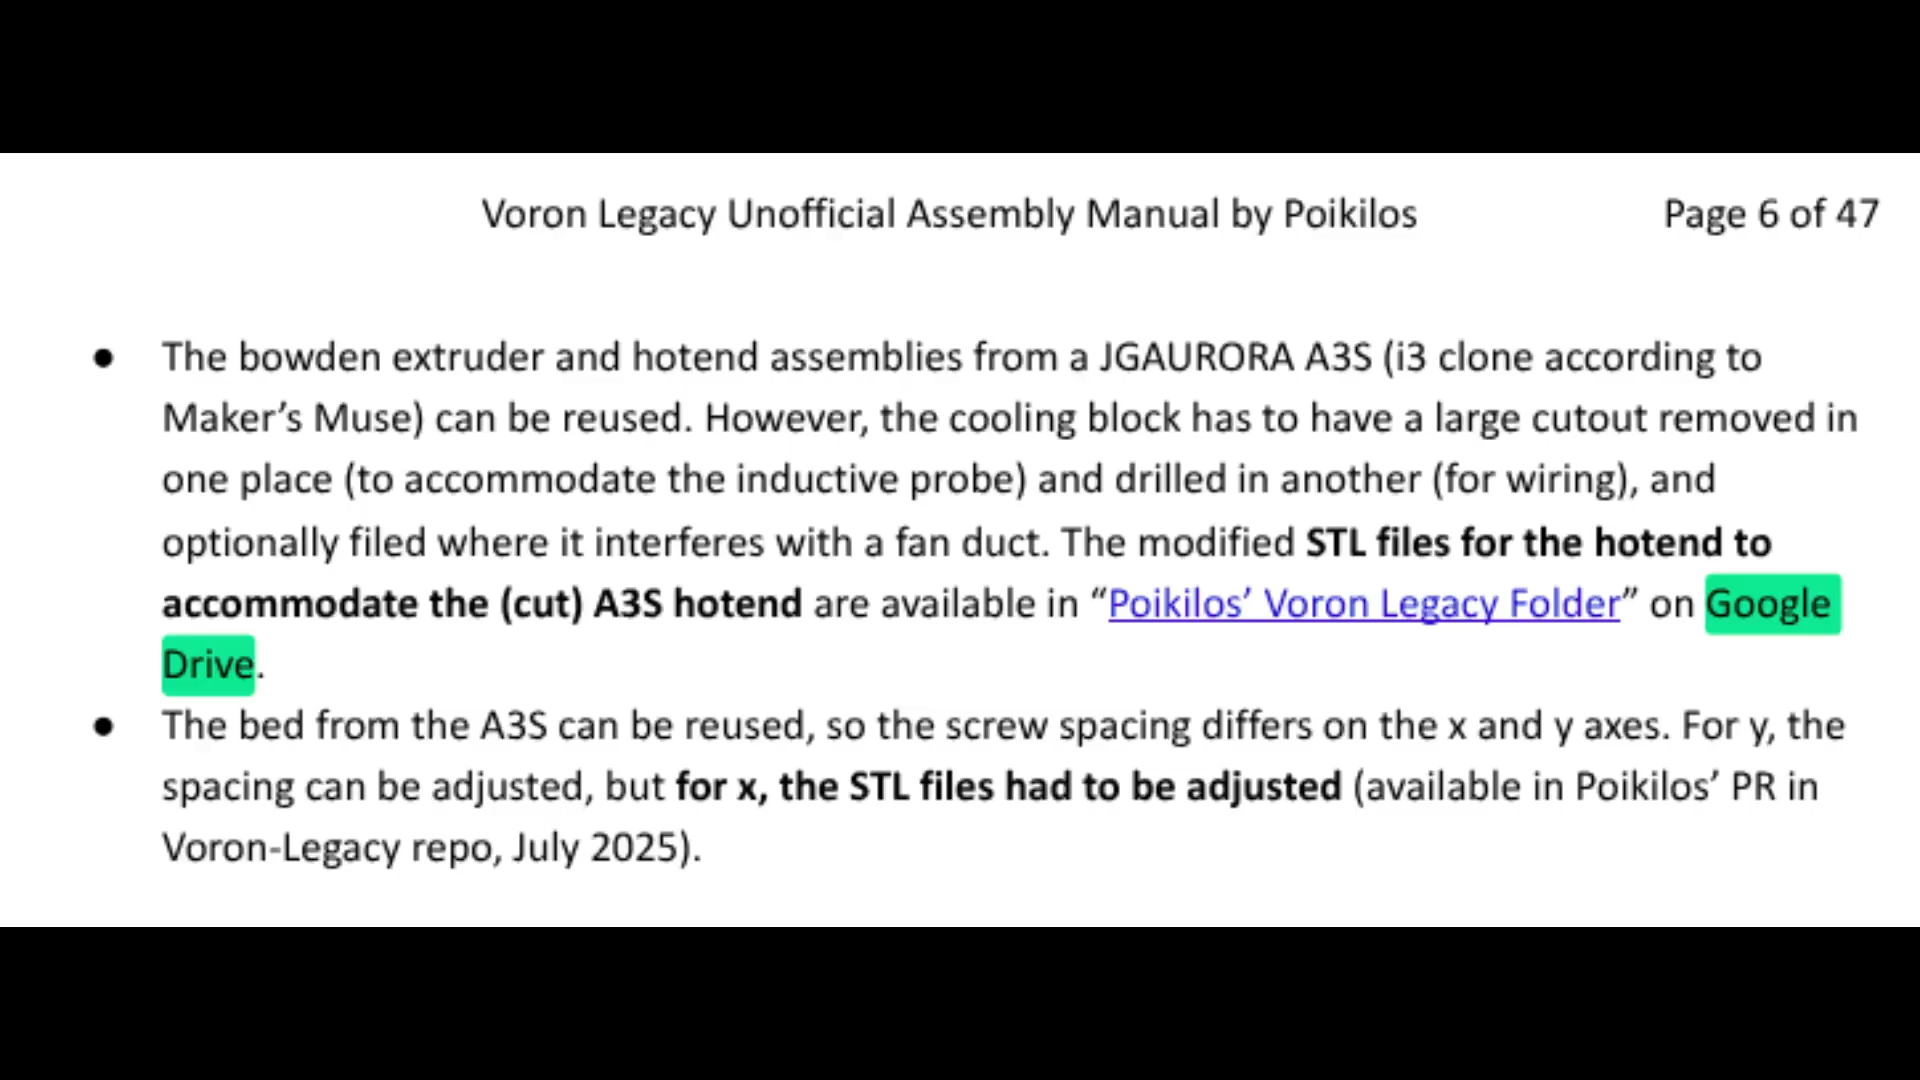 Voron Legacy Unofficial Assembly Manual by Poikilos Page 6 of 47
● The bowden extruder and hotend assemblies from a JGAURORA A3S (i3 clone according to
Maker’s Muse) can be reused. However, the cooling block has to have a large cutout removed in
one place (to accommodate the inductive probe) and drilled in another (for wiring), and
optionally filed where it interferes with a fan duct. The modified STL files for the hotend to
accommodate the (cut) A3S hotend are available in “Poikilos’ Voron Legacy Folder” on Google
Drive.
● The bed from the A3S can be reused, so the screw spacing differs on the x and y axes. For y, the
spacing can be adjusted, but for x, the STL files had to be adjusted (available in Poikilos’ PR in
Voron-Legacy repo, July 2025).